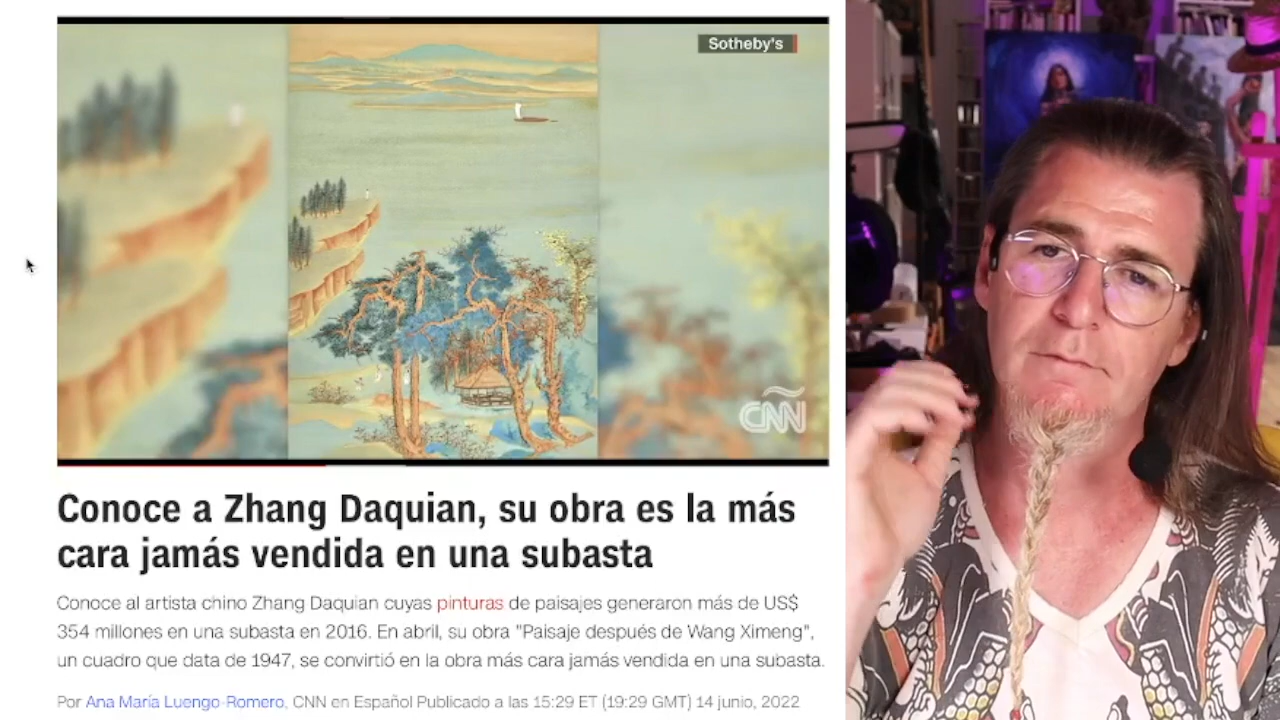 Sotheby's
CNN
Conoce a Zhang Daquian, su obra es la más
cara jamás vendida en una subasta
Conoce al artista chino Zhang Daquian cuyas pinturas de paisajes generaron más de US$
354 millones en una subasta en 2016. En abril, su obra "Paisaje después de Wang Ximeng",
un cuadro que data de 1947, se convirtió en la obra más cara jamás vendida en una subasta.
Por Ana María Luengo-Romero, CNN en Español Publicado a las 15:29 ET (19:29 GMT) 14 junio, 2022